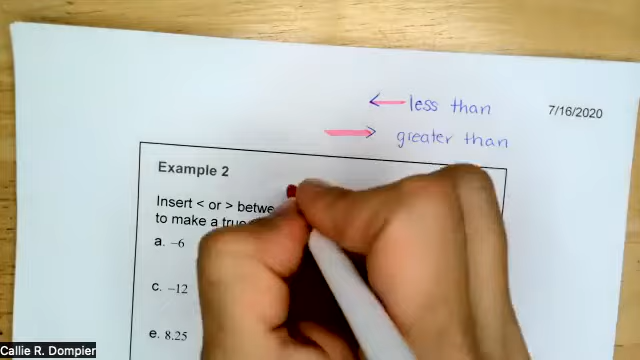 less than
7/16/2020
greater than
Example 2
Insert < or >
to make a true
a. −6
c. −12
e. 8.25
Callie R. Dompier